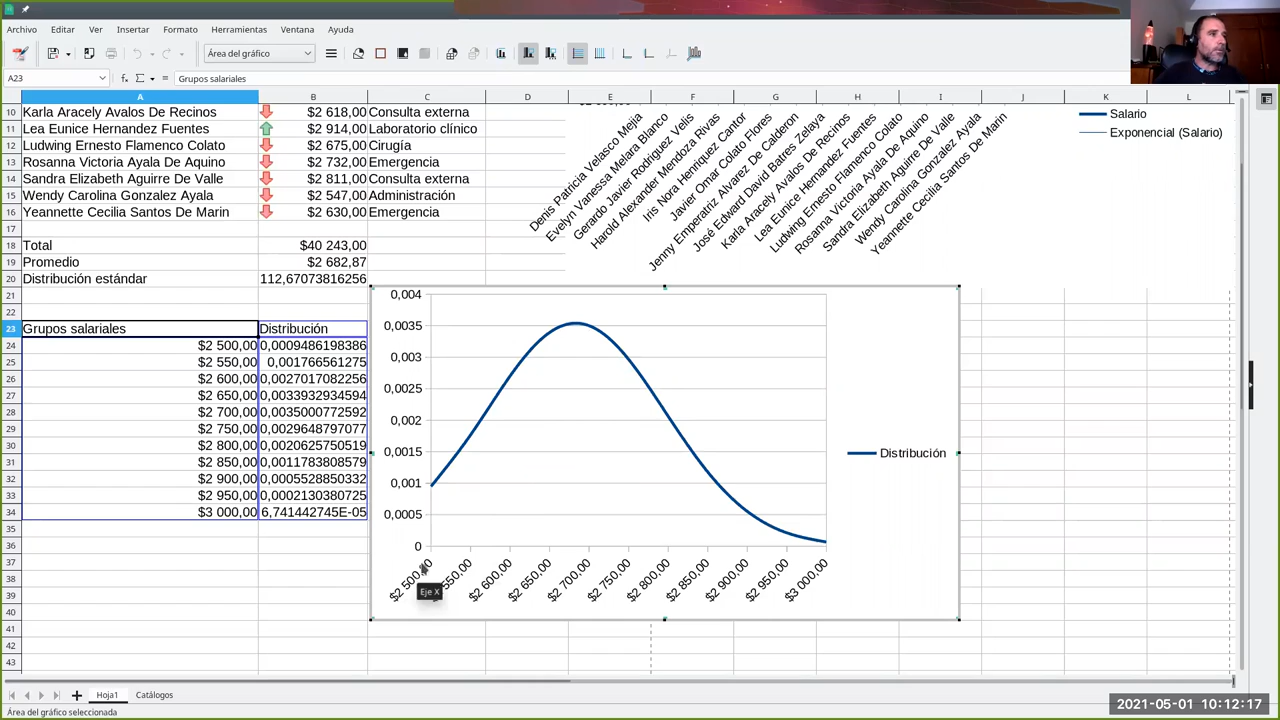 Archivo Editar Ver Insertar Formato Herramientas Ventana Ayuda
Área del gráfico
A23 Grupos salariales
A B C D E F G H I J K L
10 Karla Aracely Avalos De Recinos $2 618,00 Consulta externa
11 Lea Eunice Hernandez Fuentes $2 914,00 Laboratorio clínico
12 Ludwing Ernesto Flamenco Colato $2 675,00 Cirugía
13 Rosanna Victoria Ayala De Aquino $2 732,00 Emergencia
14 Sandra Elizabeth Aguirre De Valle $2 811,00 Consulta externa
15 Wendy Carolina Gonzalez Ayala $2 547,00 Administración
16 Yeannette Cecilia Santos De Marin $2 630,00 Emergencia
17
18 Total $40 243,00
19 Promedio $2 682,87
20 Distribución estándar 112,67073816256
21
22
23 Grupos salariales Distribución
24 $2 500,00 0,0009486198386
25 $2 550,00 0,001766561275
26 $2 600,00 0,0027017082256
27 $2 650,00 0,0033932934594
28 $2 700,00 0,0035000772592
29 $2 750,00 0,0029648797077
30 $2 800,00 0,0020625750519
31 $2 850,00 0,0011783808579
32 $2 900,00 0,0005528850332
33 $2 950,00 0,0002130380725
34 $3 000,00 6,741442745E-05
35
36
37
38
39
40
41
42
43
Denis Patricia Velasco Mejia
Evelyn Vanessa Melara Blanco
Gerardo Javier Rodriguez Velis
Harold Alexander Mendoza Rivas
Iris Nora Henriquez Cantor
Javier Omar Colato Flores
Jenny Emperatriz Alvarez De Calderon
José Edward David Batres Zelaya
Karla Aracely Avalos De Recinos
Lea Eunice Hernandez Fuentes
Ludwing Ernesto Flamenco Colato
Rosanna Victoria Ayala De Aquino
Sandra Elizabeth Aguirre De Valle
Wendy Carolina Gonzalez Ayala
Yeannette Cecilia Santos De Marin
Salario
Exponencial (Salario)
0,004
0,0035
0,003
0,0025
0,002
0,0015
0,001
0,0005
0
Distribución
$2 600,00 $2 650,00 $2 700,00 $2 750,00 $2 800,00 $2 850,00 $2 900,00 $2 950,00 $3 000,00
Eje X
Hoja1 Catálogos
Área del gráfico seleccionada
2021-05-01 10:12:17